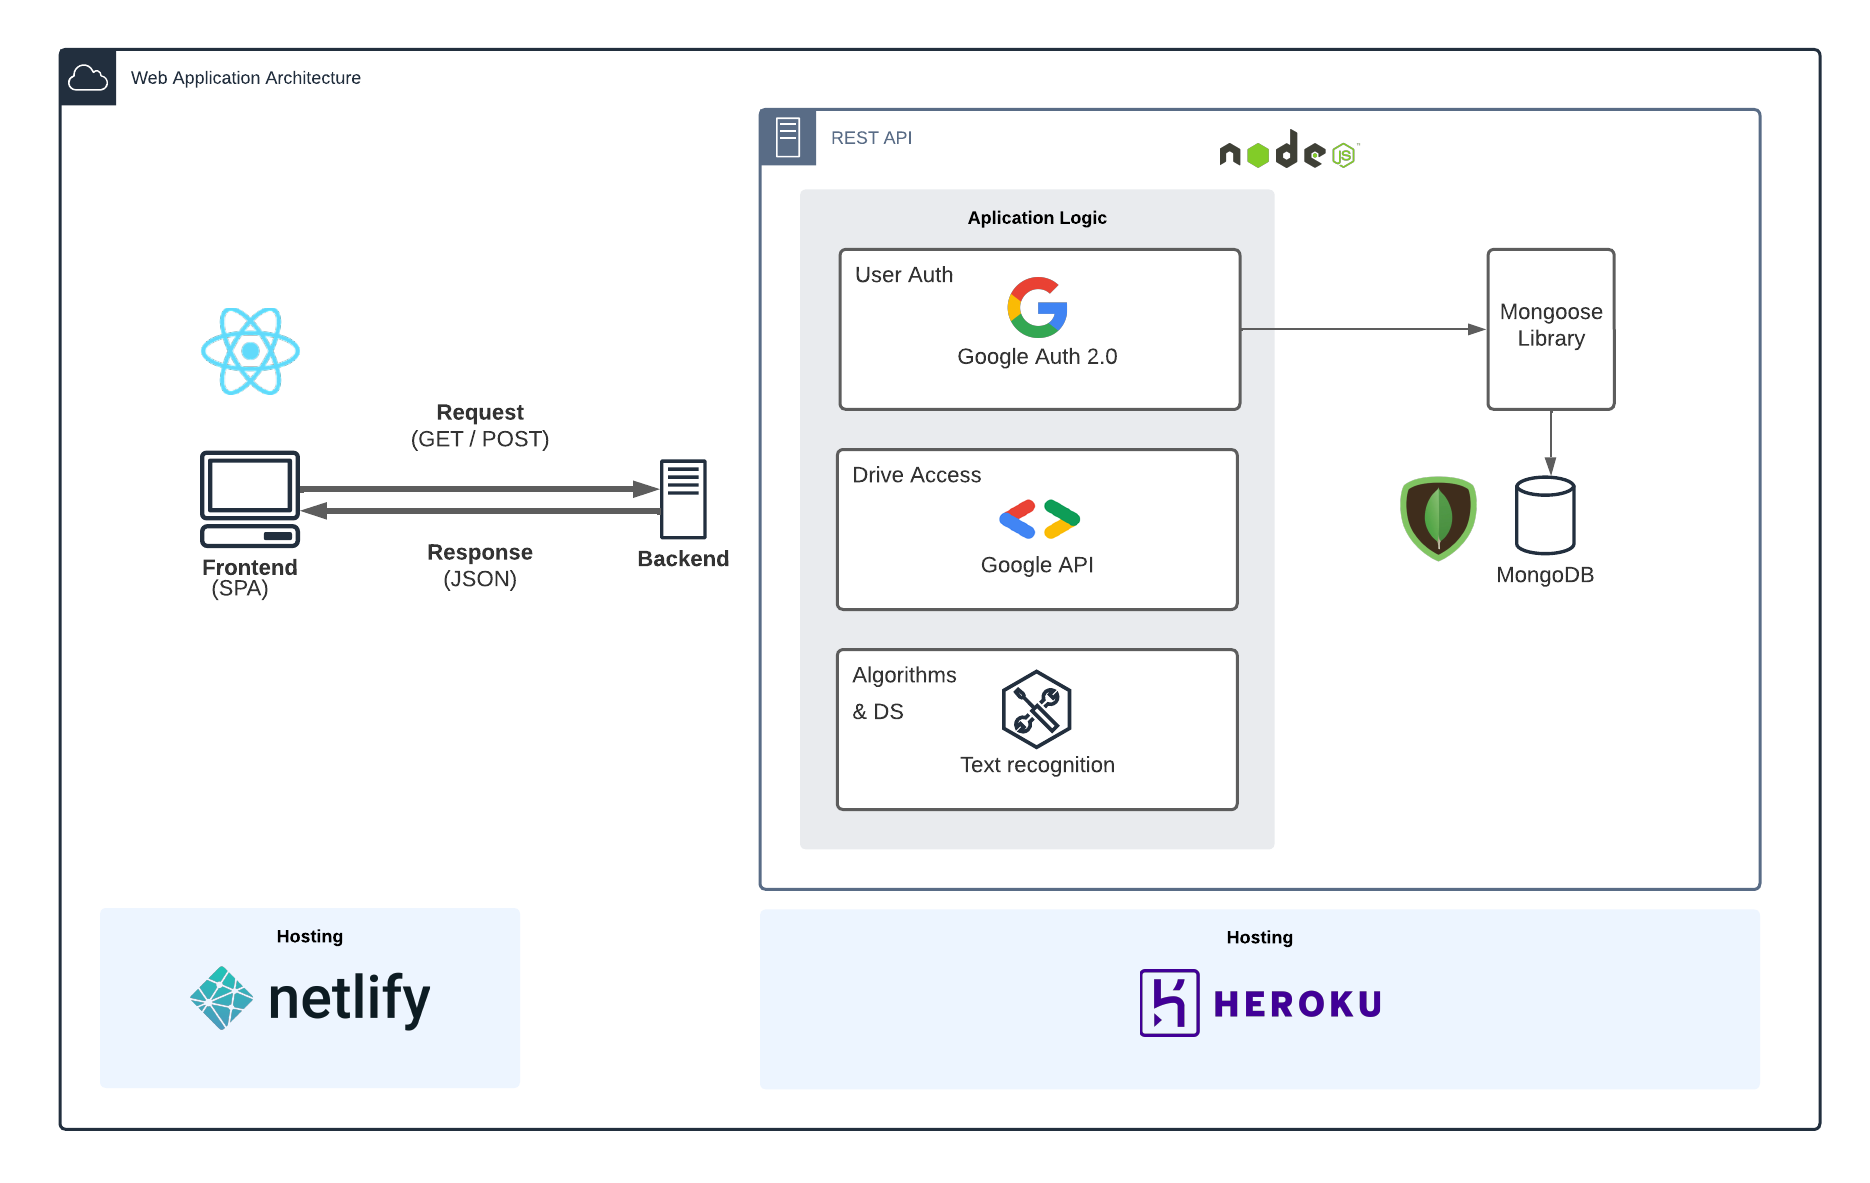 Web Application Architecture
REST API
node
JS
Aplication Logic
User Auth
Google Auth 2.0
Mongoose
Library
Request
(GET / POST)
Drive Access
Google API
Response
(JSON)
Frontend
(SPA)
Backend
MongoDB
Algorithms
& DS
Text recognition
Hosting
netlify
Hosting
HEROKU